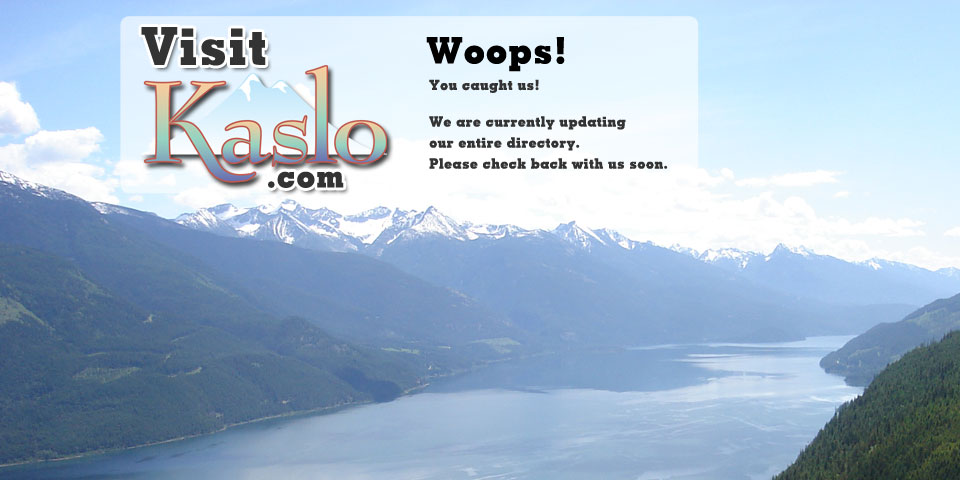 Visit
Kaslo
.com
Woops!
You caught us!
We are currently updating
our entire directory.
Please check back with us soon.